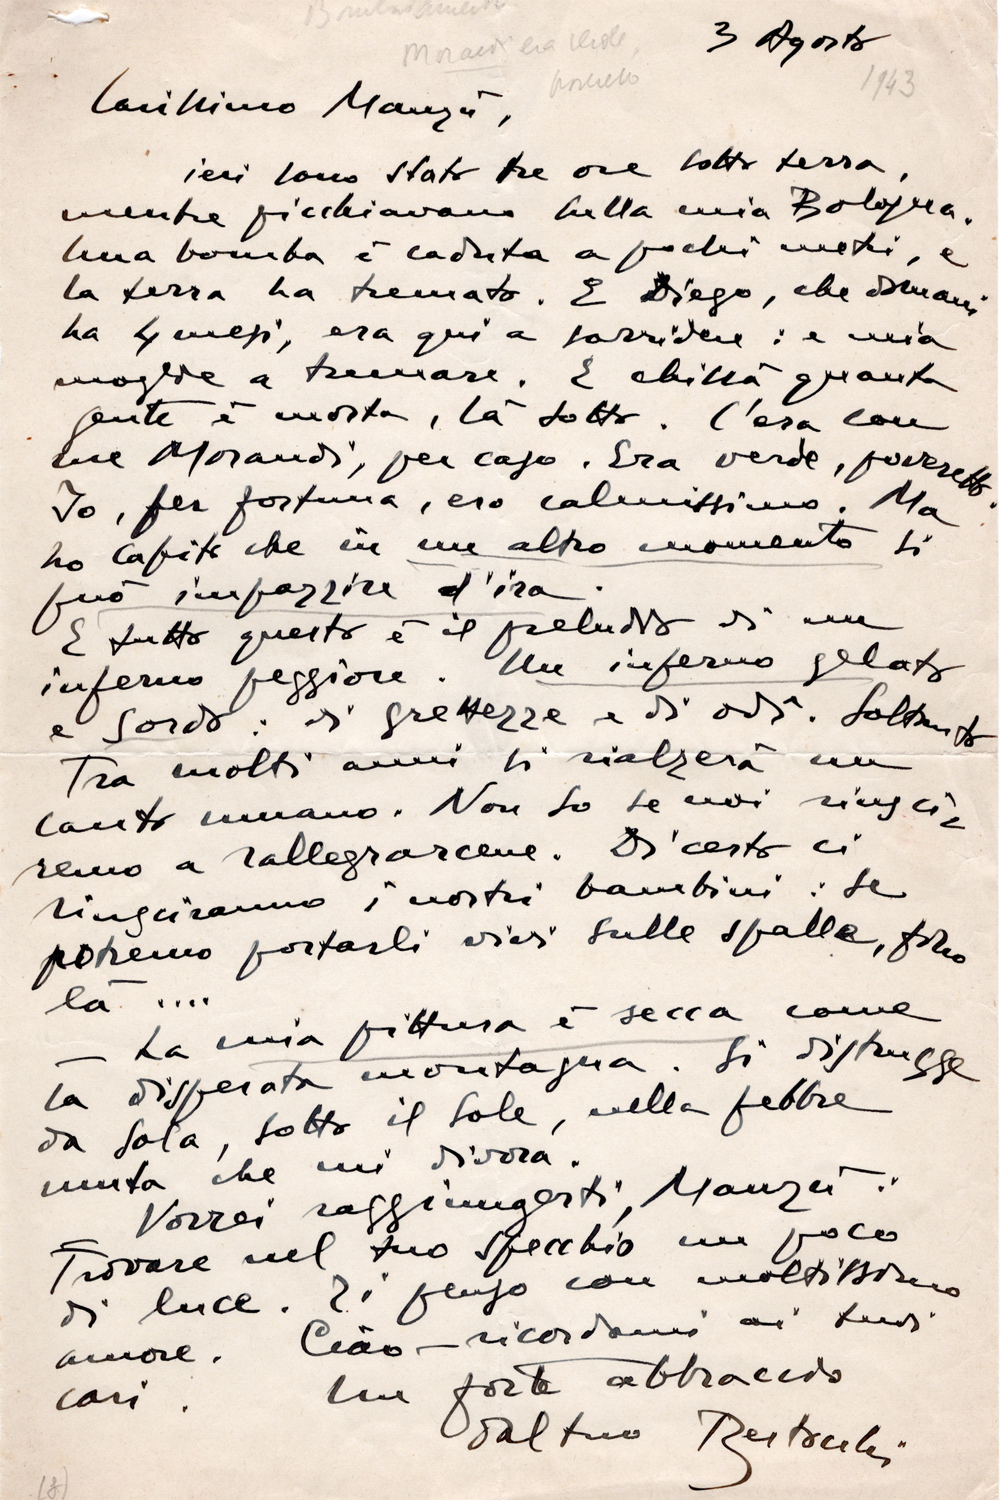 Bombardamento
Morandi era verde,
poveretto
3 Agosto
1943
Carissimo Manzù,
ieri sono stato tre ore sotto terra,
mentre picchiavano sulla mia Bologna.
Una bomba è caduta a pochi metri, e
la terra ha tremato. E Diego, che domani
ha 4 mesi, era qui a sorridere : e mia
moglie a tremare. E chissà quanta
gente è morta, là sotto. C'era con
me Morandi, per caso. Era verde, poveretto.
Io, per fortuna, ero calmissimo. Ma
ho capito che in un altro momento si
può impazzire d'ira.
E tutto questo è il preludio di un
inferno peggiore. Un inferno gelato
e sordo : di grettezze e di odî. Soltanto
tra molti anni si rialzerà un
canto umano. Non so se noi riusci=
remo a rallegrarcene. Di certo ci
riusciranno i nostri bambini : se
potremo portarli vivi sulle spalle, fino
là ....
— La mia pittura è secca come
la disperata montagna. Si distrugge
da sola, sotto il sole, nella febbre
muta che mi divora.
Vorrei raggiungerti, Manzù :
Trovare nel tuo specchio un poco
di luce. Ti penso con moltissimo
amore. Ciao — ricordami ai tuoi
cari. Un forte abbraccio
dal tuo Bertocchi
(8)